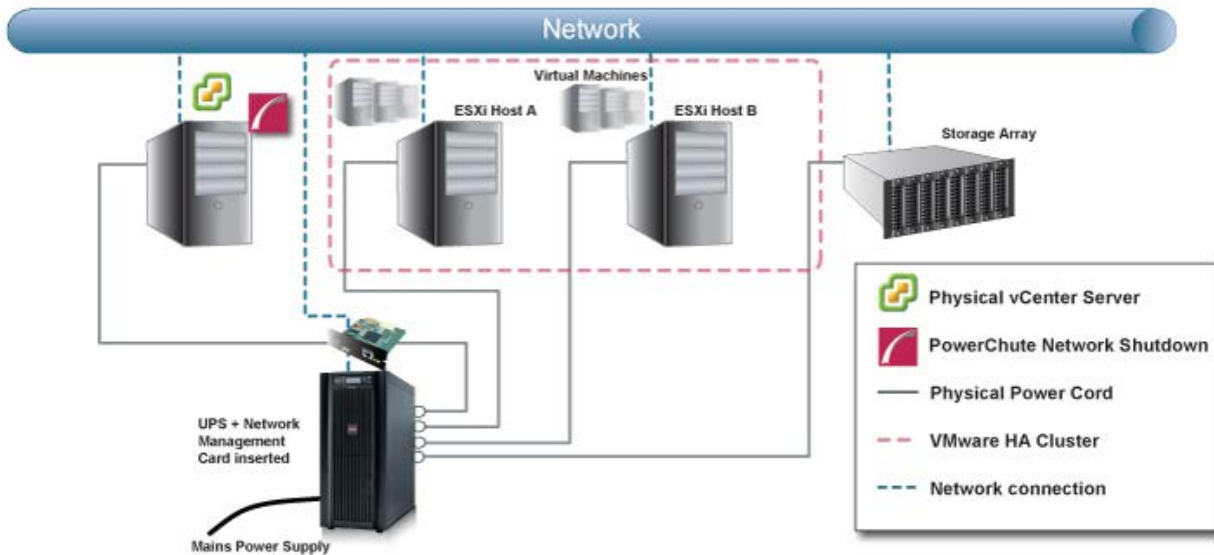 Network
Virtual Machines
ESXi Host A
ESXi Host B
Storage Array
UPS + Network
Management
Card inserted
Mains Power Supply
Physical vCenter Server
PowerChute Network Shutdown
Physical Power Cord
VMware HA Cluster
Network connection